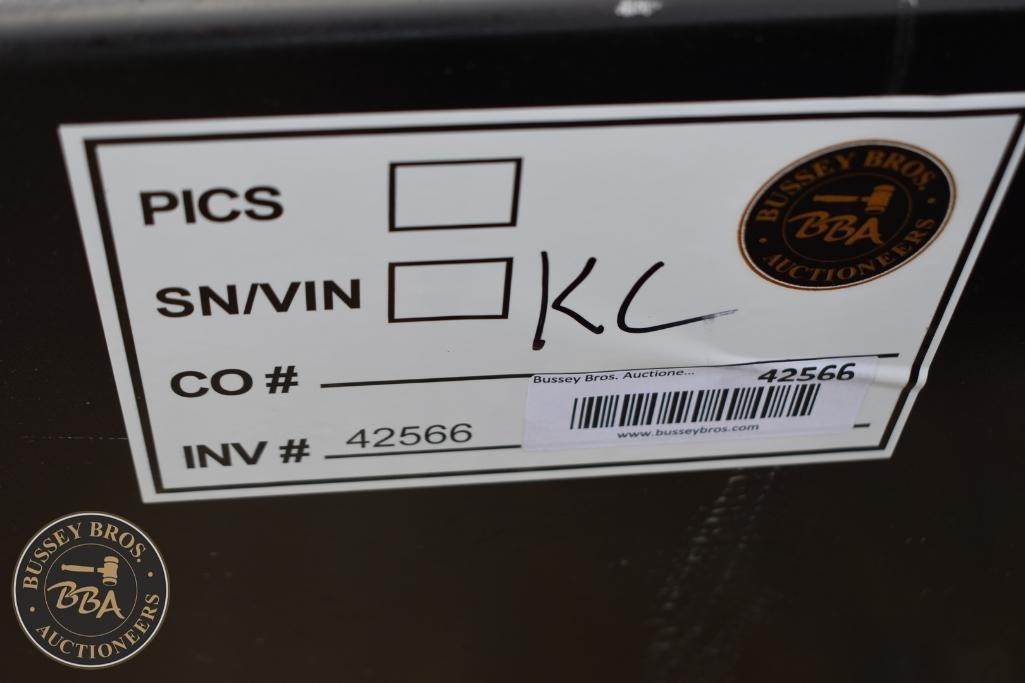 PICS
BUSSEY BROS.
BBA
AUCTIONEERS
SN/VIN KC
CO #
Bussey Bros. Auctione... 42566
INV # 42566
www.busseybros.com
BUSSEY BROS.
BBA
AUCTIONEERS